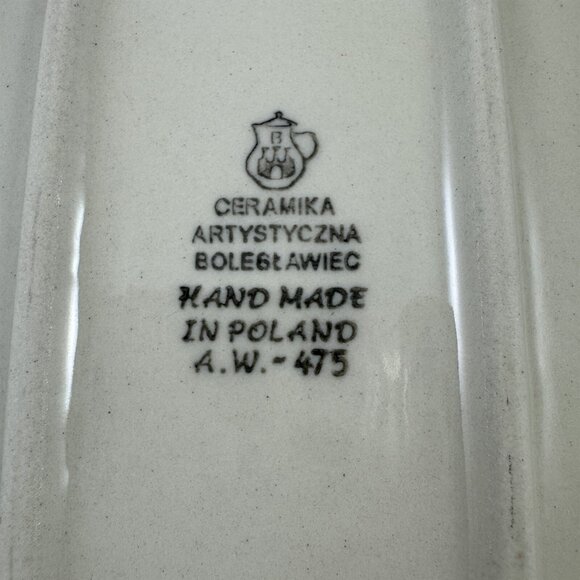 B
CERAMIKA
ARTYSTYCZNA
BOLESŁAWIEC
HAND MADE
IN POLAND
A.W.-475